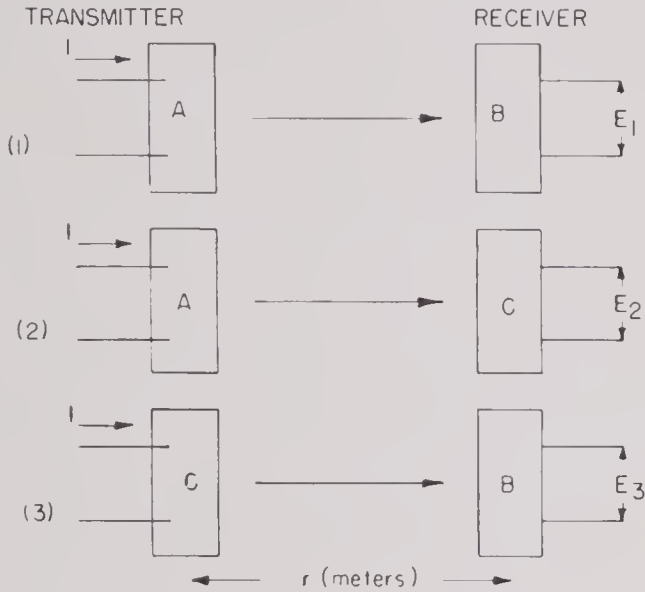 TRANSMITTER RECEIVER
I
A B E1
(1)
I
A C E2
(2)
I
C B E3
(3)
r (meters)